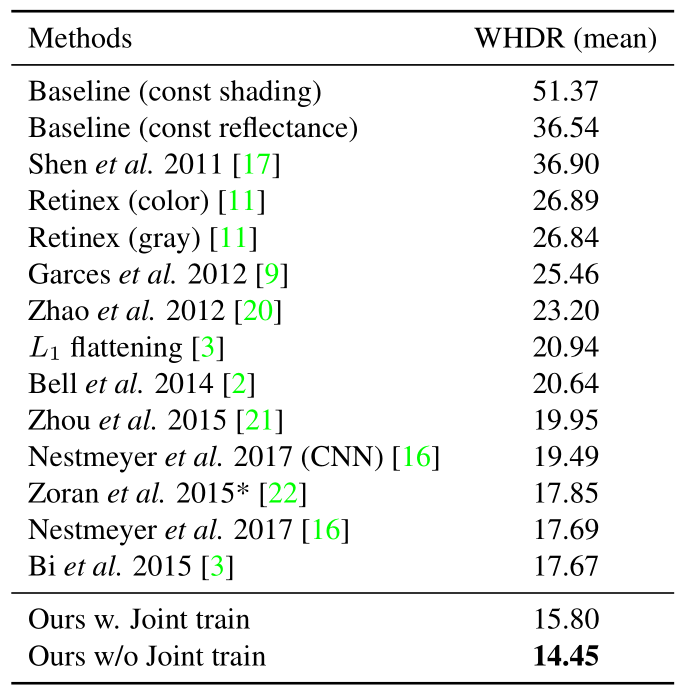 Methods WHDR (mean)
Baseline (const shading) 51.37
Baseline (const reflectance) 36.54
Shen et al. 2011 [17] 36.90
Retinex (color) [11] 26.89
Retinex (gray) [11] 26.84
Garces et al. 2012 [9] 25.46
Zhao et al. 2012 [20] 23.20
L1 flattening [3] 20.94
Bell et al. 2014 [2] 20.64
Zhou et al. 2015 [21] 19.95
Nestmeyer et al. 2017 (CNN) [16] 19.49
Zoran et al. 2015* [22] 17.85
Nestmeyer et al. 2017 [16] 17.69
Bi et al. 2015 [3] 17.67
Ours w. Joint train 15.80
Ours w/o Joint train 14.45